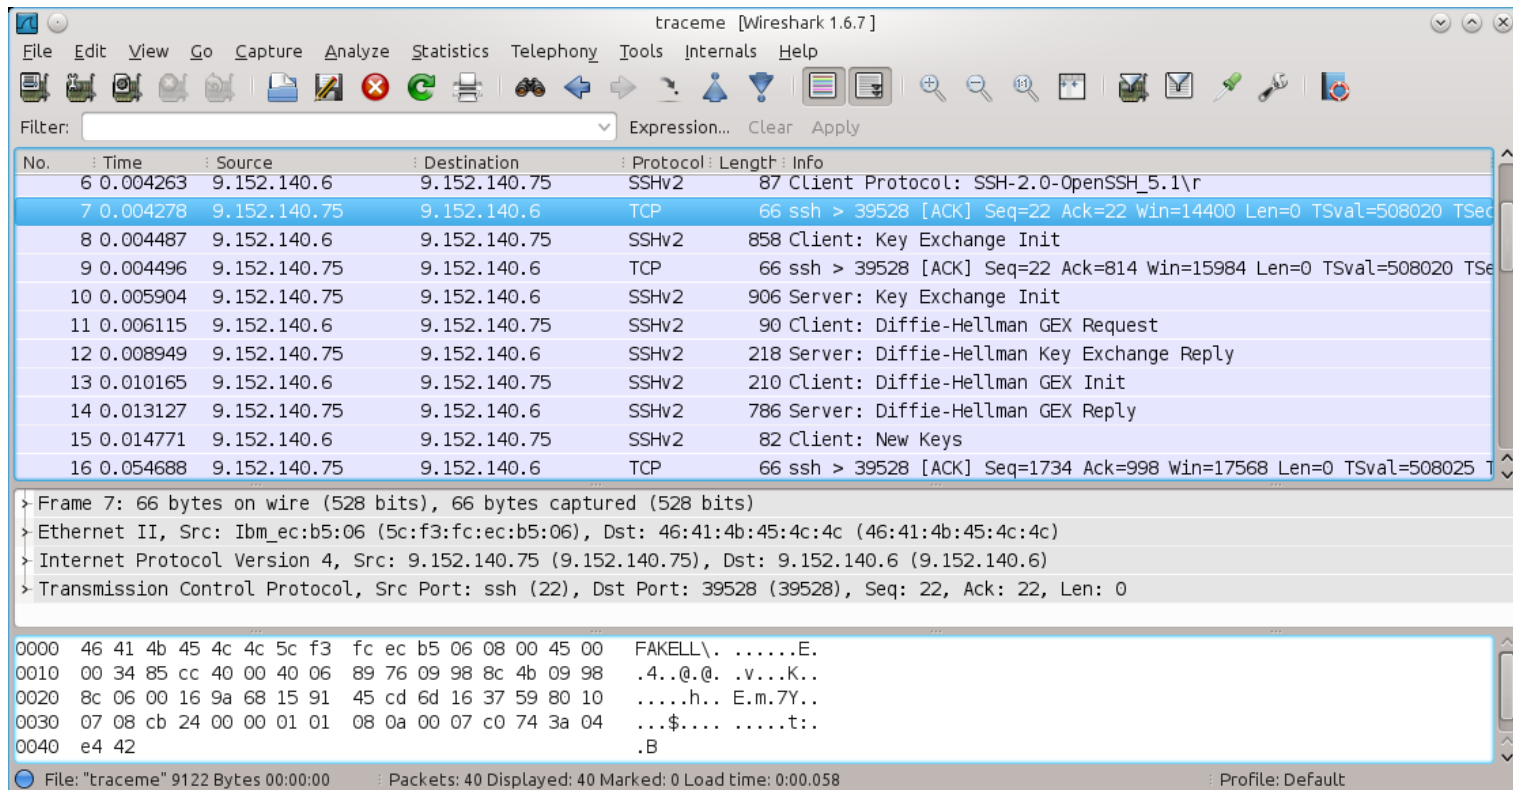 traceme [Wireshark 1.6.7 ]
File Edit View Go Capture Analyze Statistics Telephony Tools Internals Help
Filter: Expression... Clear Apply
No. Time Source Destination Protocol Length Info
6 0.004263 9.152.140.6 9.152.140.75 SSHv2 87 Client Protocol: SSH-2.0-OpenSSH_5.1\r
7 0.004278 9.152.140.75 9.152.140.6 TCP 66 ssh > 39528 [ACK] Seq=22 Ack=22 Win=14400 Len=0 TSval=508020 TSec
8 0.004487 9.152.140.6 9.152.140.75 SSHv2 858 Client: Key Exchange Init
9 0.004496 9.152.140.75 9.152.140.6 TCP 66 ssh > 39528 [ACK] Seq=22 Ack=814 Win=15984 Len=0 TSval=508020 TSe
10 0.005904 9.152.140.75 9.152.140.6 SSHv2 906 Server: Key Exchange Init
11 0.006115 9.152.140.6 9.152.140.75 SSHv2 90 Client: Diffie-Hellman GEX Request
12 0.008949 9.152.140.75 9.152.140.6 SSHv2 218 Server: Diffie-Hellman Key Exchange Reply
13 0.010165 9.152.140.6 9.152.140.75 SSHv2 210 Client: Diffie-Hellman GEX Init
14 0.013127 9.152.140.75 9.152.140.6 SSHv2 786 Server: Diffie-Hellman GEX Reply
15 0.014771 9.152.140.6 9.152.140.75 SSHv2 82 Client: New Keys
16 0.054688 9.152.140.75 9.152.140.6 TCP 66 ssh > 39528 [ACK] Seq=1734 Ack=998 Win=17568 Len=0 TSval=508025 T
Frame 7: 66 bytes on wire (528 bits), 66 bytes captured (528 bits)
Ethernet II, Src: Ibm_ec:b5:06 (5c:f3:fc:ec:b5:06), Dst: 46:41:4b:45:4c:4c (46:41:4b:45:4c:4c)
Internet Protocol Version 4, Src: 9.152.140.75 (9.152.140.75), Dst: 9.152.140.6 (9.152.140.6)
Transmission Control Protocol, Src Port: ssh (22), Dst Port: 39528 (39528), Seq: 22, Ack: 22, Len: 0
0000 46 41 4b 45 4c 4c 5c f3 fc ec b5 06 08 00 45 00 FAKELL\. ......E.
0010 00 34 85 cc 40 00 40 06 89 76 09 98 8c 4b 09 98 .4..@.@. .v...K..
0020 8c 06 00 16 9a 68 15 91 45 cd 6d 16 37 59 80 10 .....h.. E.m.7Y..
0030 07 08 cb 24 00 00 01 01 08 0a 00 07 c0 74 3a 04 ...$.... .....t:.
0040 e4 42 .B
File: "traceme" 9122 Bytes 00:00:00 Packets: 40 Displayed: 40 Marked: 0 Load time: 0:00.058 Profile: Default